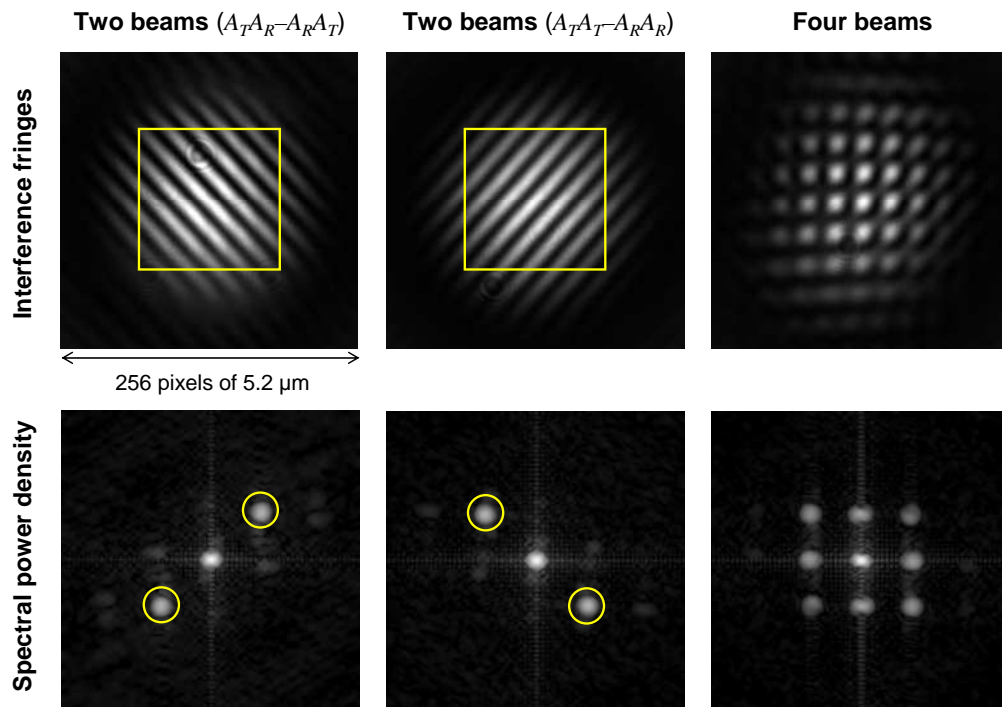 Two beams (A_TA_R–A_RA_T)
Two beams (A_TA_T–A_RA_R)
Four beams
Interference fringes
256 pixels of 5.2 µm
Spectral power density